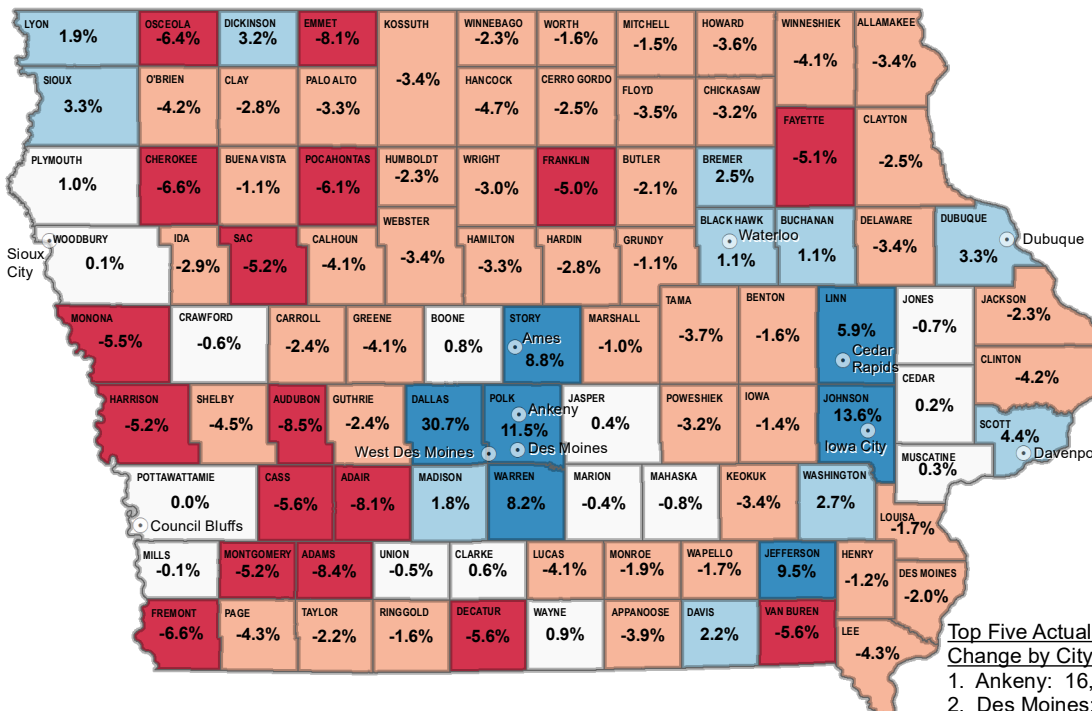 LYON
1.9%
OSCEOLA
-6.4%
DICKINSON
3.2%
EMMET
-8.1%
KOSSUTH
-3.4%
WINNEBAGO
-2.3%
WORTH
-1.6%
MITCHELL
-1.5%
HOWARD
-3.6%
WINNESHIEK
-4.1%
ALLAMAKEE
-3.4%
SIOUX
3.3%
O'BRIEN
-4.2%
CLAY
-2.8%
PALO ALTO
-3.3%
HANCOCK
-4.7%
CERRO GORDO
-2.5%
FLOYD
-3.5%
CHICKASAW
-3.2%
FAYETTE
-5.1%
CLAYTON
-2.5%
PLYMOUTH
1.0%
CHEROKEE
-6.6%
BUENA VISTA
-1.1%
POCAHONTAS
-6.1%
HUMBOLDT
-2.3%
WRIGHT
-3.0%
FRANKLIN
-5.0%
BUTLER
-2.1%
BREMER
2.5%
WOODBURY
0.1%
Sioux
City
IDA
-2.9%
SAC
-5.2%
CALHOUN
-4.1%
WEBSTER
-3.4%
HAMILTON
-3.3%
HARDIN
-2.8%
GRUNDY
-1.1%
BLACK HAWK
Waterloo
1.1%
BUCHANAN
1.1%
DELAWARE
-3.4%
DUBUQUE
3.3%
Dubuque
MONONA
-5.5%
CRAWFORD
-0.6%
CARROLL
-2.4%
GREENE
-4.1%
BOONE
0.8%
STORY
Ames
8.8%
MARSHALL
-1.0%
TAMA
-3.7%
BENTON
-1.6%
LINN
5.9%
Cedar
Rapids
JONES
-0.7%
JACKSON
-2.3%
CLINTON
-4.2%
HARRISON
-5.2%
SHELBY
-4.5%
AUDUBON
-8.5%
GUTHRIE
-2.4%
DALLAS
30.7%
West Des Moines
POLK
Ankeny
11.5%
Des Moines
JASPER
0.4%
POWESHIEK
-3.2%
IOWA
-1.4%
JOHNSON
13.6%
Iowa City
CEDAR
0.2%
SCOTT
4.4%
Davenpo
MUSCATINE
0.3%
POTTAWATTAMIE
0.0%
Council Bluffs
CASS
-5.6%
ADAIR
-8.1%
MADISON
1.8%
WARREN
8.2%
MARION
-0.4%
MAHASKA
-0.8%
KEOKUK
-3.4%
WASHINGTON
2.7%
LOUISA
-1.7%
MILLS
-0.1%
MONTGOMERY
-5.2%
ADAMS
-8.4%
UNION
-0.5%
CLARKE
0.6%
LUCAS
-4.1%
MONROE
-1.9%
WAPELLO
-1.7%
JEFFERSON
9.5%
HENRY
-1.2%
DES MOINES
-2.0%
FREMONT
-6.6%
PAGE
-4.3%
TAYLOR
-2.2%
RINGGOLD
-1.6%
DECATUR
-5.6%
WAYNE
0.9%
APPANOOSE
-3.9%
DAVIS
2.2%
VAN BUREN
-5.6%
LEE
-4.3%
Top Five Actual
Change by City
1. Ankeny: 16,
2. Des Moines: